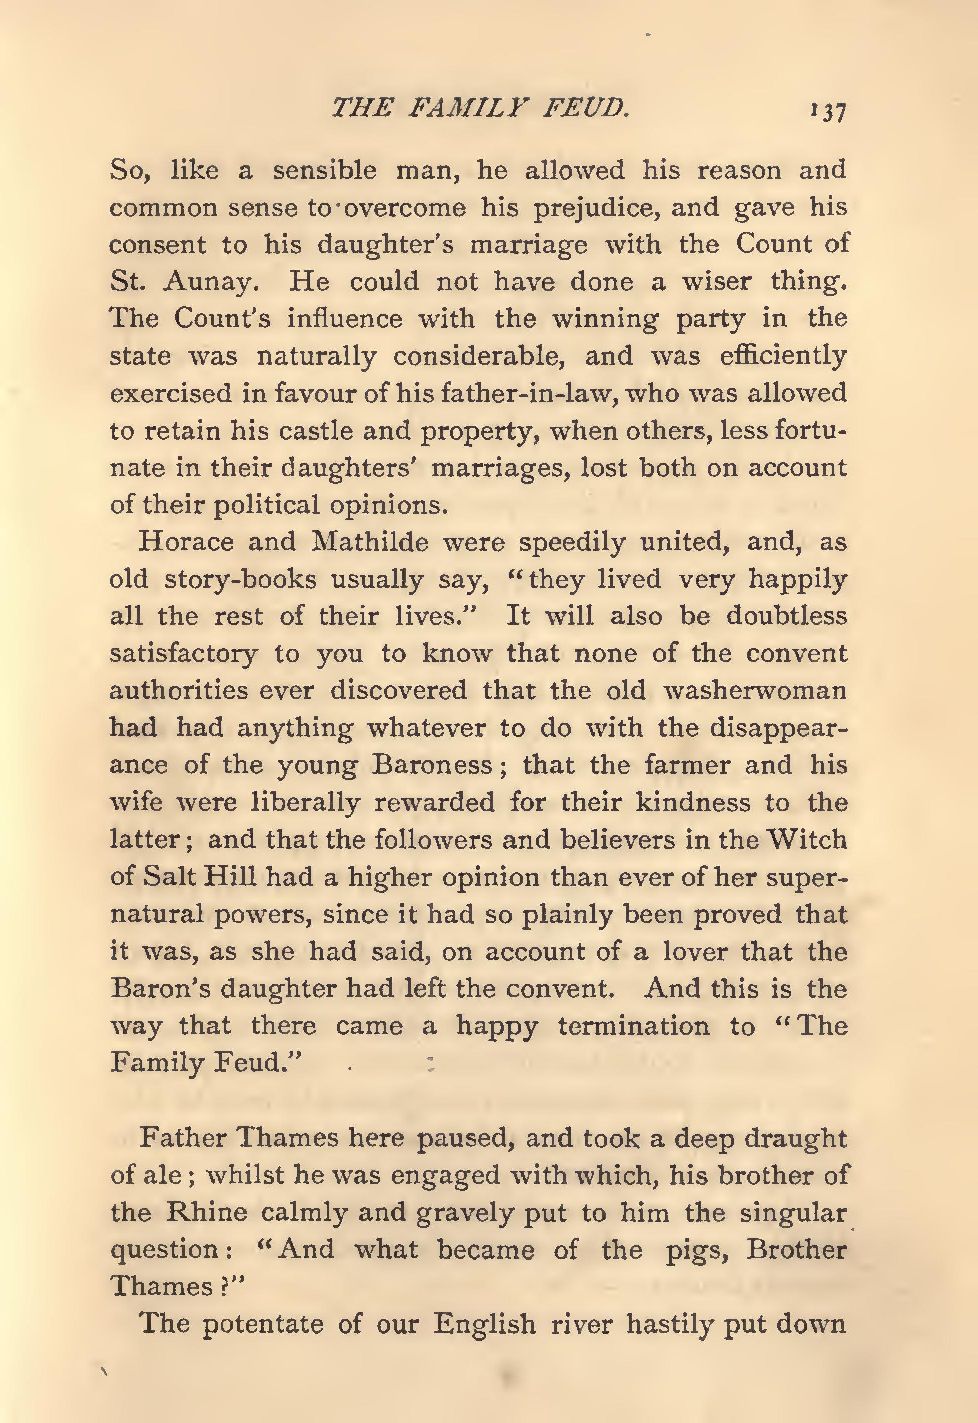 THE FAMILY FEUD. 137
So, like a sensible man, he allowed his reason and
common sense to overcome his prejudice, and gave his
consent to his daughter's marriage with the Count of
St. Aunay. He could not have done a wiser thing.
The Count's influence with the winning party in the
state was naturally considerable, and was efficiently
exercised in favour of his father-in-law, who was allowed
to retain his castle and property, when others, less fortu-
nate in their daughters' marriages, lost both on account
of their political opinions.
Horace and Mathilde were speedily united, and, as
old story-books usually say, “they lived very happily
all the rest of their lives.” It will also be doubtless
satisfactory to you to know that none of the convent
authorities ever discovered that the old washerwoman
had had anything whatever to do with the disappear-
ance of the young Baroness; that the farmer and his
wife were liberally rewarded for their kindness to the
latter; and that the followers and believers in the Witch
of Salt Hill had a higher opinion than ever of her super-
natural powers, since it had so plainly been proved that
it was, as she had said, on account of a lover that the
Baron's daughter had left the convent. And this is the
way that there came a happy termination to “The
Family Feud.”
Father Thames here paused, and took a deep draught
of ale; whilst he was engaged with which, his brother of
the Rhine calmly and gravely put to him the singular
question: “And what became of the pigs, Brother
Thames?”
The potentate of our English river hastily put down